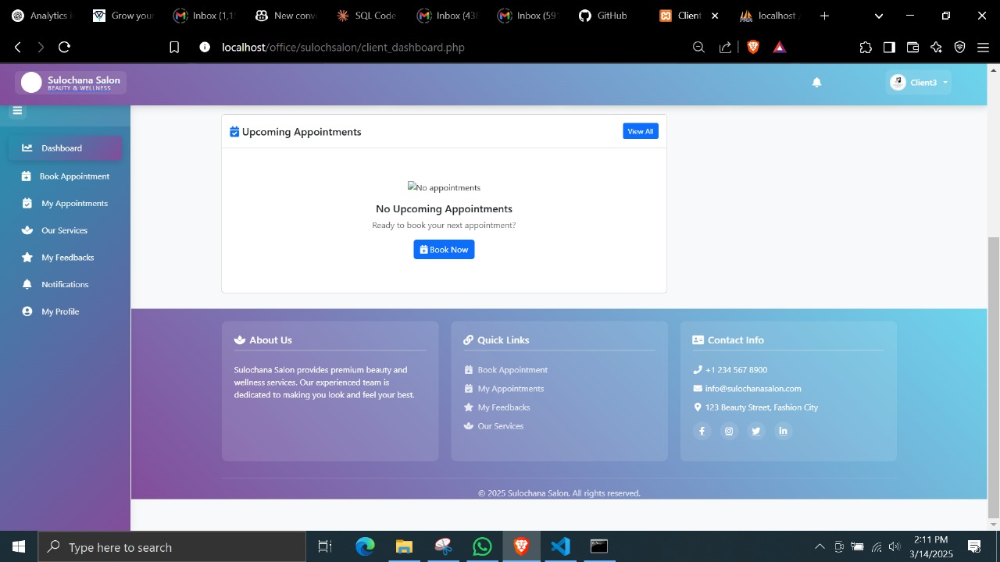 Analytics i
Grow your
Inbox (1,1
New conv
SQL Code
Inbox (438
Inbox (591
GitHub
Client
localhost
localhost/office/sulochsalon/client_dashboard.php
Sulochana Salon
BEAUTY & WELLNESS
Client3
Dashboard
Book Appointment
My Appointments
Our Services
My Feedbacks
Notifications
My Profile
Upcoming Appointments
View All
No appointments
No Upcoming Appointments
Ready to book your next appointment?
Book Now
About Us
Sulochana Salon provides premium beauty and
wellness services. Our experienced team is
dedicated to making you look and feel your best.
Quick Links
Book Appointment
My Appointments
My Feedbacks
Our Services
Contact Info
+1 234 567 8900
info@sulochanasalon.com
123 Beauty Street, Fashion City
© 2025 Sulochana Salon. All rights reserved.
Type here to search
2:11 PM
3/14/2025